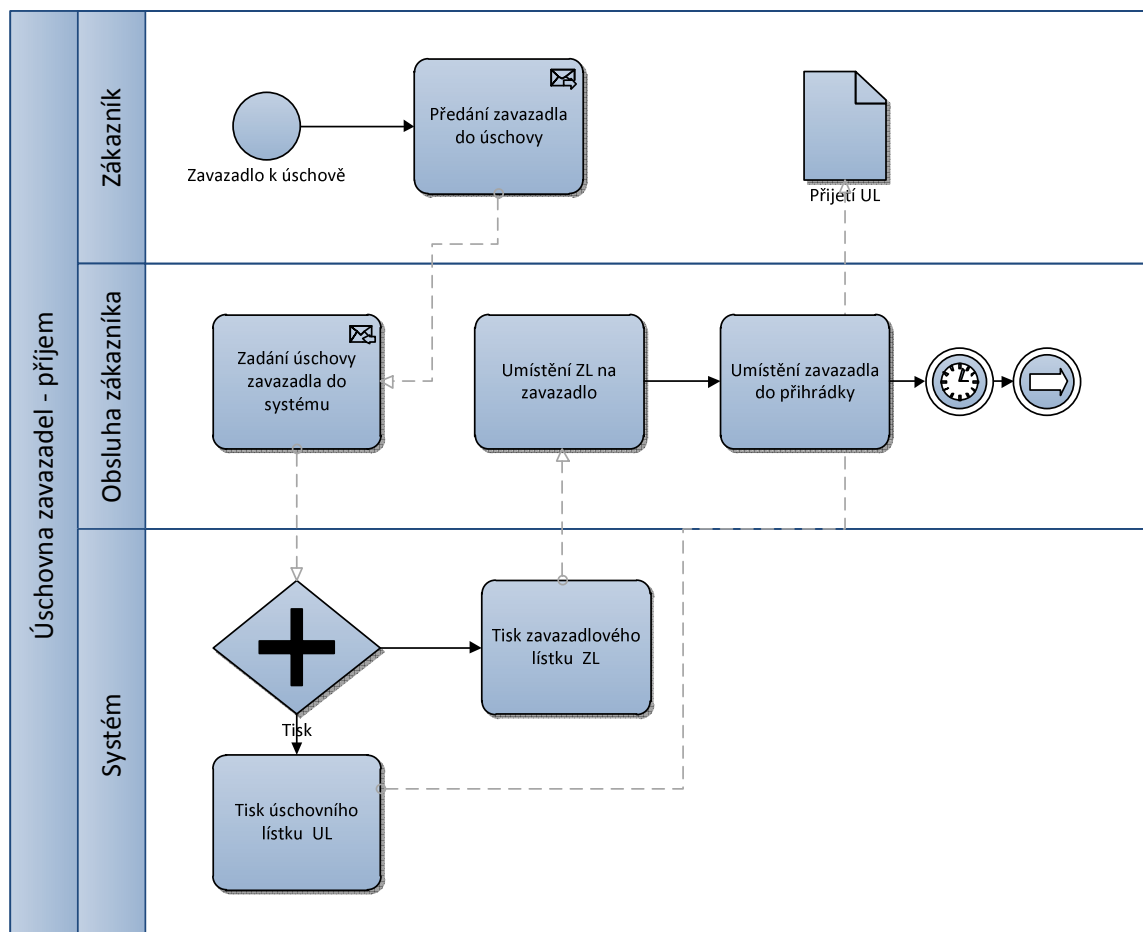 Úschovna zavazadel - příjem
Zákazník
Předání zavazadla
do úschovy
Zavazadlo k úschově
Přijetí UL
Obsluha zákazníka
Zadání úschovy
zavazadla do
systému
Umístění ZL na
zavazadlo
Umístění zavazadla
do přihrádky
Systém
Tisk zavazadlového
lístku  ZL
Tisk
Tisk úschovního
lístku  UL